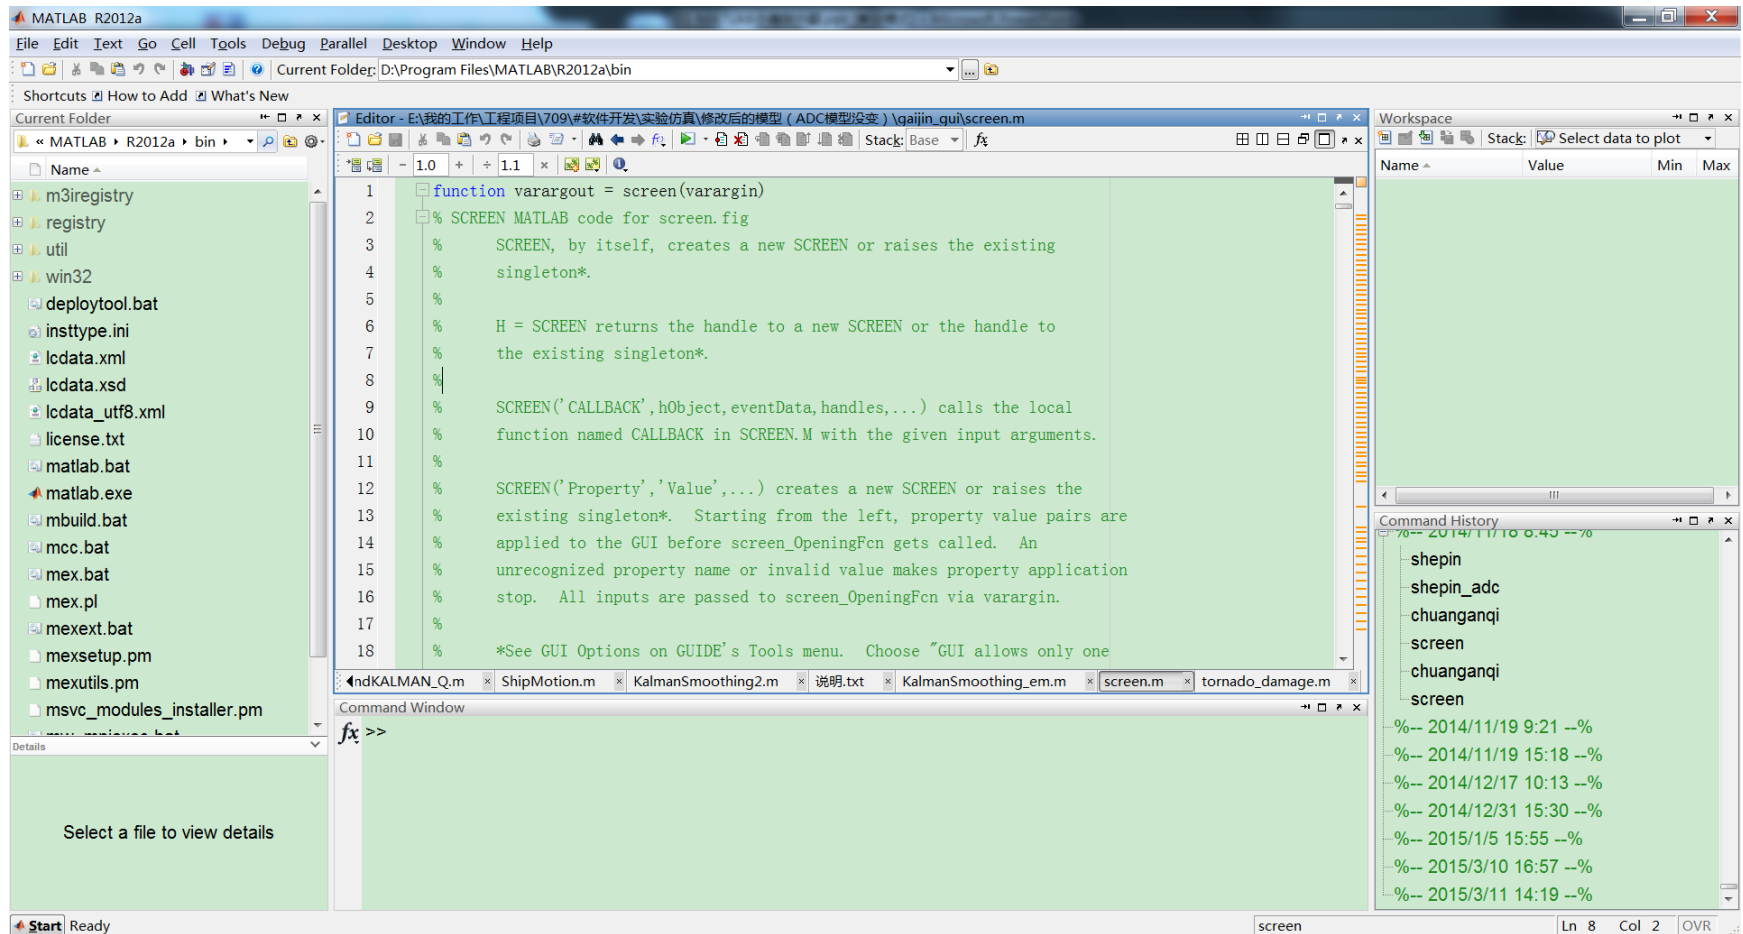 MATLAB R2012a
File Edit Text Go Cell Tools Debug Parallel Desktop Window Help
Current Folder: D:\Program Files\MATLAB\R2012a\bin
Shortcuts How to Add What's New
Current Folder
« MATLAB R2012a bin
Name
m3iregistry
registry
util
win32
deploytool.bat
insttype.ini
lcdata.xml
lcdata.xsd
lcdata_utf8.xml
license.txt
matlab.bat
matlab.exe
mbuild.bat
mcc.bat
mex.bat
mex.pl
mexext.bat
mexsetup.pm
mexutils.pm
msvc_modules_installer.pm
Details
Select a file to view details
Editor - E:\我的工作\工程项目\709\#软件开发\实验仿真\修改后的模型（ADC模型没变）\gaijin_gui\screen.m
Stack: Base fx
1.0 + ÷ 1.1 ×
1 function varargout = screen(varargin)
2 % SCREEN MATLAB code for screen.fig
3 % SCREEN, by itself, creates a new SCREEN or raises the existing
4 % singleton*.
5 %
6 % H = SCREEN returns the handle to a new SCREEN or the handle to
7 % the existing singleton*.
8 %
9 % SCREEN('CALLBACK',hObject,eventData,handles,...) calls the local
10 % function named CALLBACK in SCREEN.M with the given input arguments.
11 %
12 % SCREEN('Property','Value',...) creates a new SCREEN or raises the
13 % existing singleton*. Starting from the left, property value pairs are
14 % applied to the GUI before screen_OpeningFcn gets called. An
15 % unrecognized property name or invalid value makes property application
16 % stop. All inputs are passed to screen_OpeningFcn via varargin.
17 %
18 % *See GUI Options on GUIDE's Tools menu. Choose "GUI allows only one
ndKALMAN_Q.m ShipMotion.m KalmanSmoothing2.m 说明.txt KalmanSmoothing_em.m screen.m tornado_damage.m
Command Window
fx >>
Workspace
Stack: Select data to plot
Name Value Min Max
Command History
%-- 2014/11/18 8:45 --%
shepin
shepin_adc
chuanganqi
screen
chuanganqi
screen
%-- 2014/11/19 9:21 --%
%-- 2014/11/19 15:18 --%
%-- 2014/12/17 10:13 --%
%-- 2014/12/31 15:30 --%
%-- 2015/1/5 15:55 --%
%-- 2015/3/10 16:57 --%
%-- 2015/3/11 14:19 --%
Start Ready
screen
Ln 8 Col 2 OVR